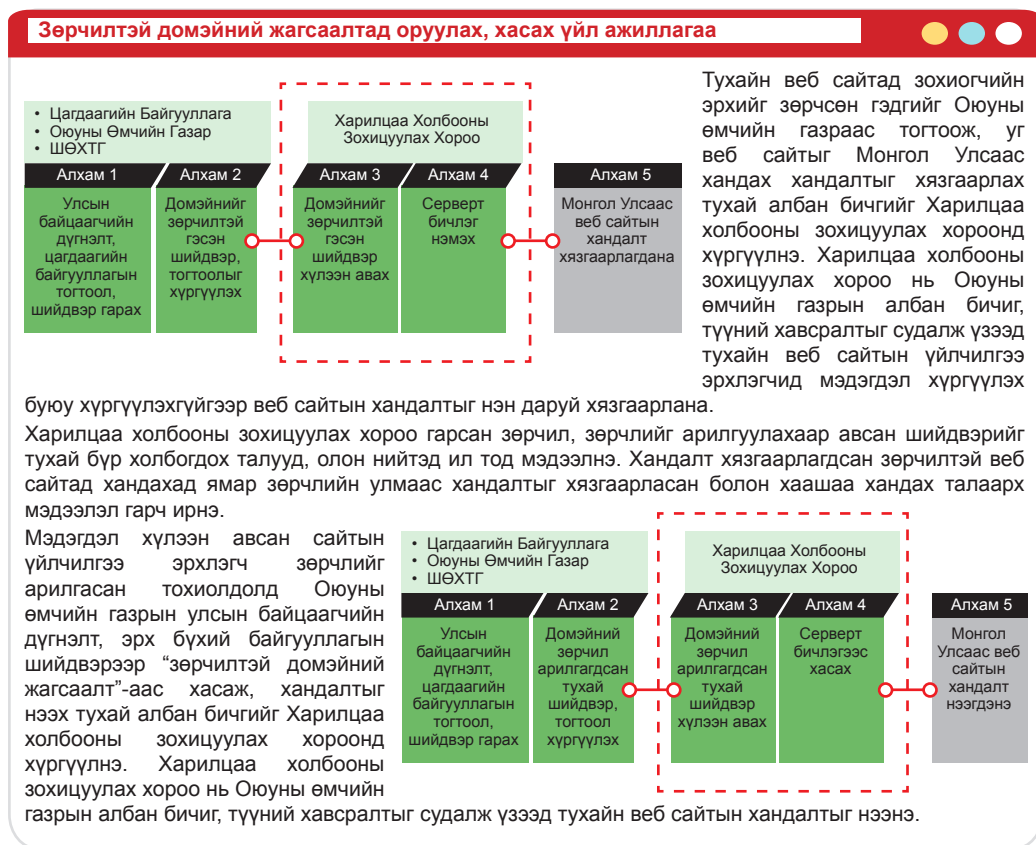 Зөрчилтэй домэйний жагсаалтад оруулах, хасах үйл ажиллагаа
• Цагдаагийн Байгууллага
• Оюуны Өмчийн Газар
• ШӨХТГ
Харилцаа Холбооны
Зохицуулах Хороо
Алхам 1
Алхам 2
Алхам 3
Алхам 4
Алхам 5
Улсын
байцаагчийн
дүгнэлт,
цагдаагийн
байгууллагын
тогтоол,
шийдвэр гарах
Домэйнийг
зөрчилтэй
гэсэн
шийдвэр,
тогтоолыг
хүргүүлэх
Домэйнийг
зөрчилтэй
гэсэн
шийдвэр
хүлээн авах
Серверт
бичлэг
нэмэх
Монгол Улсаас
веб сайтын
хандалт
хязгаарлагдана
Тухайн веб сайтад зохиогчийн
эрхийг зөрчсөн гэдгийг Оюуны
өмчийн газраас тогтоож, уг
веб сайтыг Монгол Улсаас
хандах хандалтыг хязгаарлах
тухай албан бичгийг Харилцаа
холбооны зохицуулах хороонд
хүргүүлнэ. Харилцаа холбооны
зохицуулах хороо нь Оюуны
өмчийн газрын албан бичиг,
түүний хавсралтыг судалж үзээд
тухайн веб сайтын үйлчилгээ
эрхлэгчид мэдэгдэл хүргүүлэх
буюу хүргүүлэхгүйгээр веб сайтын хандалтыг нэн даруй хязгаарлана.
Харилцаа холбооны зохицуулах хороо гарсан зөрчил, зөрчлийг арилгуулахаар авсан шийдвэрийг
тухай бүр холбогдох талууд, олон нийтэд ил тод мэдээлнэ. Хандалт хязгаарлагдсан зөрчилтэй веб
сайтад хандахад ямар зөрчлийн улмаас хандалтыг хязгаарласан болон хаашаа хандах талаарх
мэдээлэл гарч ирнэ.
Мэдэгдэл хүлээн авсан сайтын
үйлчилгээ эрхлэгч зөрчлийг
арилгасан тохиолдолд Оюуны
өмчийн газрын улсын байцаагчийн
дүгнэлт, эрх бүхий байгууллагын
шийдвэрээр “зөрчилтэй домэйний
жагсаалт”-аас хасаж, хандалтыг
нээх тухай албан бичгийг Харилцаа
холбооны зохицуулах хороонд
хүргүүлнэ. Харилцаа холбооны
зохицуулах хороо нь Оюуны өмчийн
газрын албан бичиг, түүний хавсралтыг судалж үзээд тухайн веб сайтын хандалтыг нээнэ.
• Цагдаагийн Байгууллага
• Оюуны Өмчийн Газар
• ШӨХТГ
Харилцаа Холбооны
Зохицуулах Хороо
Алхам 1
Алхам 2
Алхам 3
Алхам 4
Алхам 5
Улсын
байцаагчийн
дүгнэлт,
цагдаагийн
байгууллагын
тогтоол,
шийдвэр гарах
Домэйний
зөрчил
арилгагдсан
тухай
шийдвэр,
тогтоол
хүргүүлэх
Домэйний
зөрчил
арилгагдсан
тухай
шийдвэр
хүлээн авах
Серверт
бичлэгээс
хасах
Монгол
Улсаас веб
сайтын
хандалт
нээгдэнэ